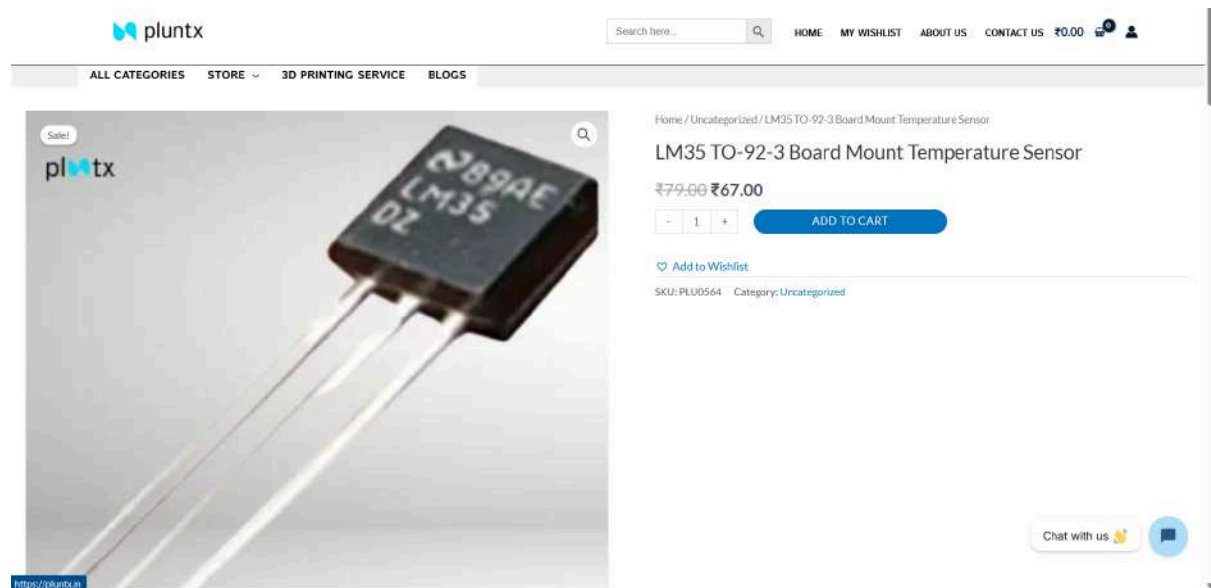 pluntx
Search here...
HOME MY WISHLIST ABOUT US CONTACT US ₹0.00 0
ALL CATEGORIES STORE 3D PRINTING SERVICE BLOGS
Sale!
pluntx
89AE
LM35
DZ
Home / Uncategorized / LM35 TO-92-3 Board Mount Temperature Sensor
LM35 TO-92-3 Board Mount Temperature Sensor
₹79.00 ₹67.00
- 1 + ADD TO CART
Add to Wishlist
SKU: PLU0564 Category: Uncategorized
Chat with us 👋
https://pluntx.in